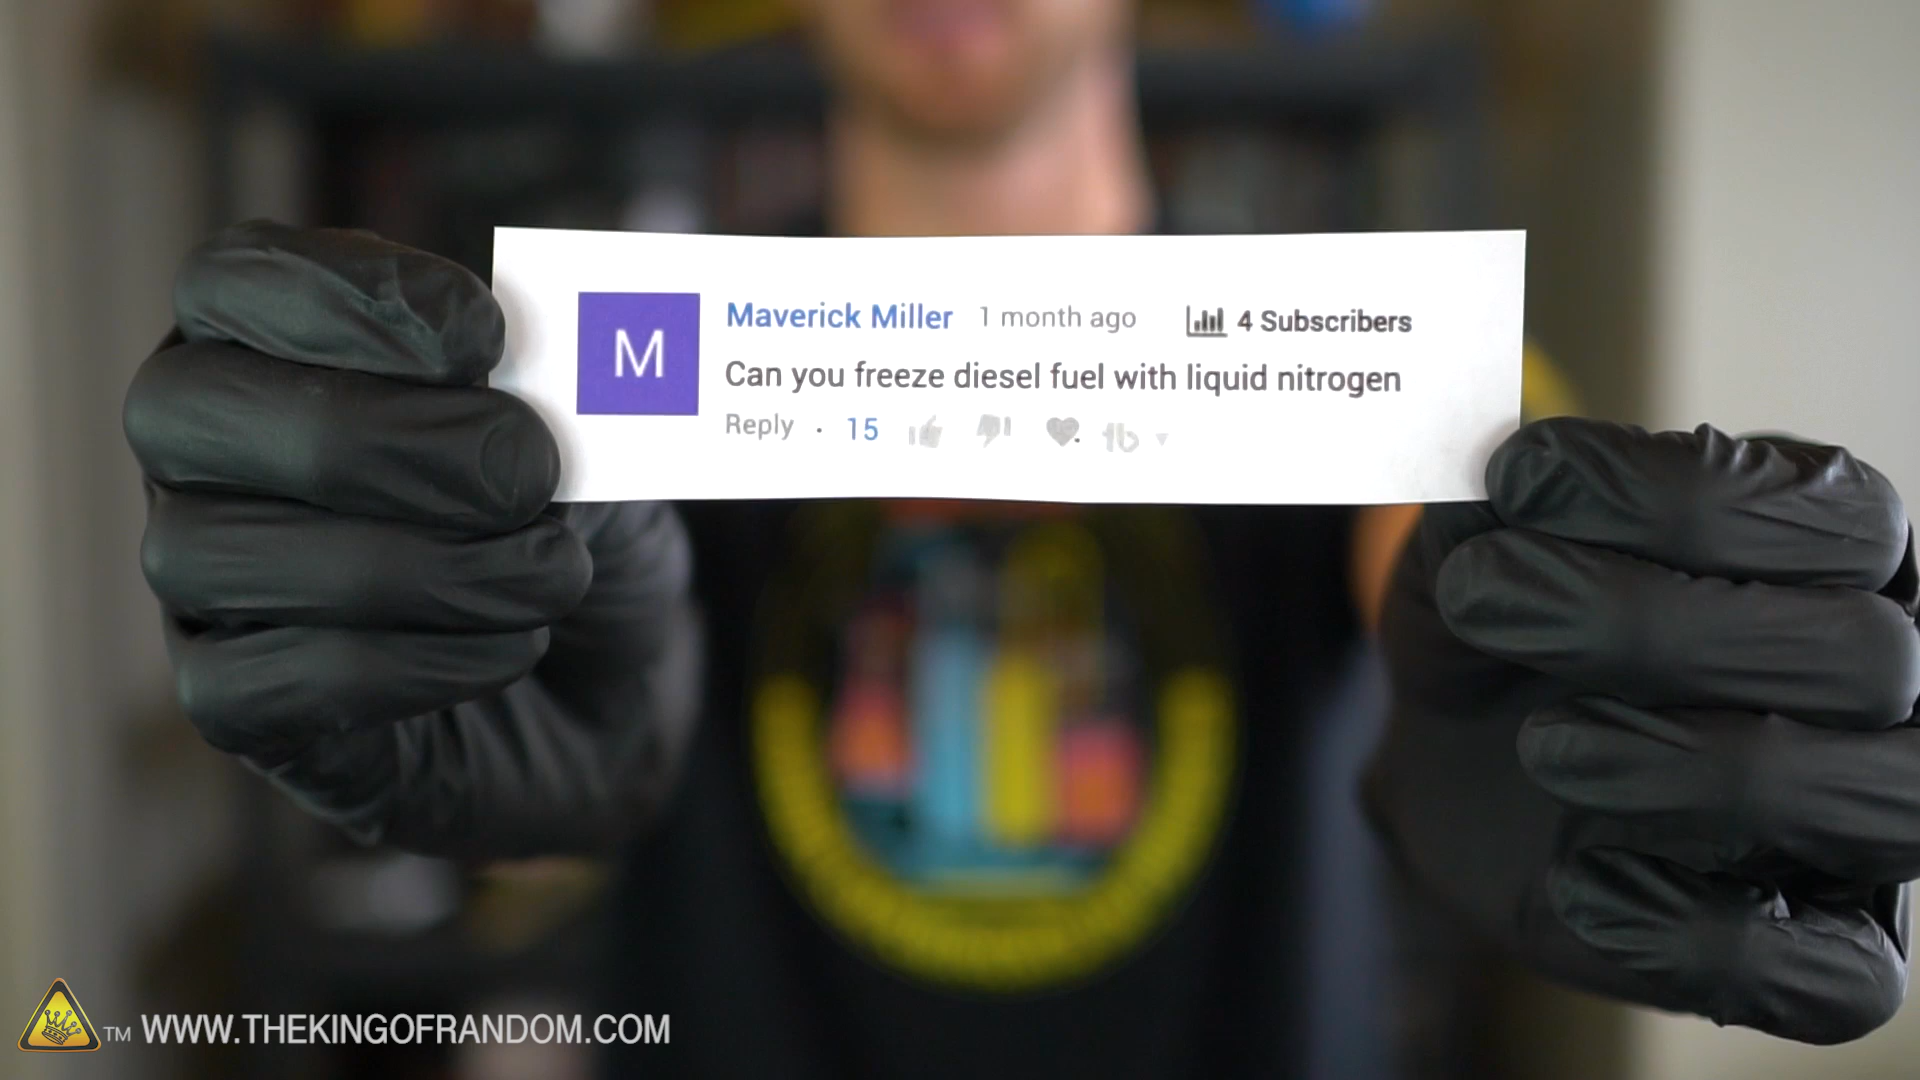 M
Maverick Miller 1 month ago 4 Subscribers
Can you freeze diesel fuel with liquid nitrogen
Reply · 15
TM WWW.THEKINGOFRANDOM.COM